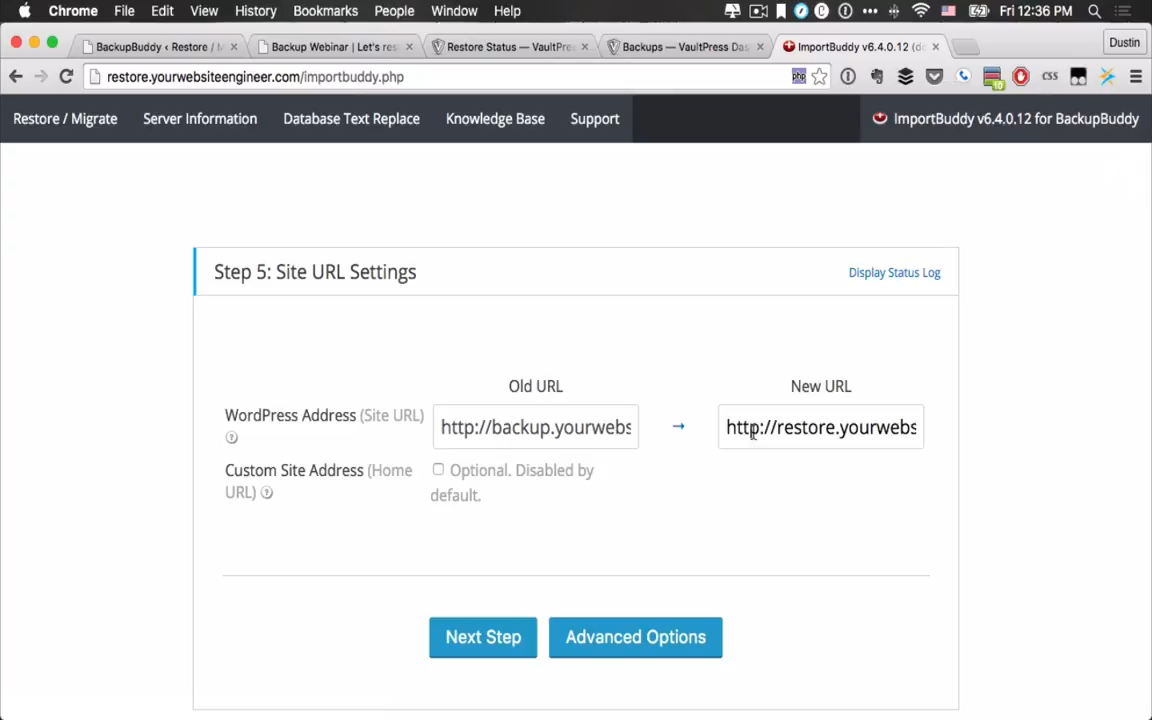 Chrome File Edit View History Bookmarks People Window Help Fri 12:36 PM
BackupBuddy ‹ Restore / M Backup Webinar | Let's res Restore Status — VaultPre Backups — VaultPress Das ImportBuddy v6.4.0.12 (d Dustin
restore.yourwebsiteengineer.com/importbuddy.php php 10 CSS
Restore / Migrate Server Information Database Text Replace Knowledge Base Support ImportBuddy v6.4.0.12 for BackupBuddy
Step 5: Site URL Settings Display Status Log
Old URL New URL
WordPress Address (Site URL) http://backup.yourwebs → http://restore.yourwebs
?
Custom Site Address (Home Optional. Disabled by
URL) ? default.
Next Step Advanced Options